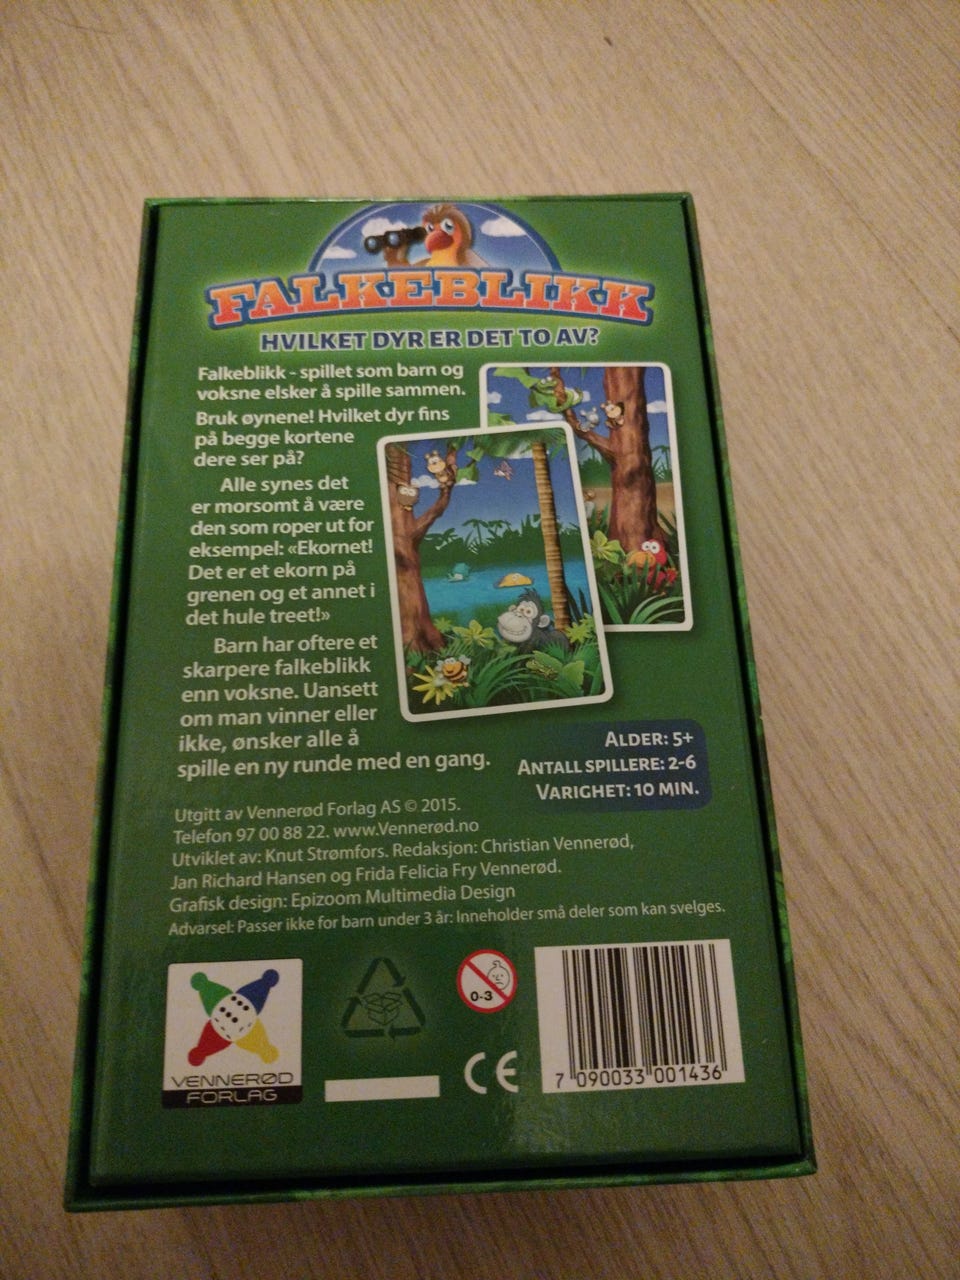 FALKEBLIKK
HVILKET DYR ER DET TO AV?
Falkeblikk - spillet som barn og
voksne elsker å spille sammen.
Bruk øynene! Hvilket dyr fins
på begge kortene
dere ser på?
Alle synes det
er morsomt å være
den som roper ut for
eksempel: «Ekornet!
Det er et ekorn på
grenen og et annet i
det hule treet!»
Barn har oftere et
skarpere falkeblikk
enn voksne. Uansett
om man vinner eller
ikke, ønsker alle å
spille en ny runde med en gang.
ALDER: 5+
ANTALL SPILLERE: 2-6
VARIGHET: 10 MIN.
Utgitt av Vennerød Forlag AS © 2015.
Telefon 97 00 88 22. www.Vennerød.no
Utviklet av: Knut Strømfors. Redaksjon: Christian Vennerød,
Jan Richard Hansen og Frida Felicia Fry Vennerød.
Grafisk design: Epizoom Multimedia Design
Advarsel: Passer ikke for barn under 3 år: Inneholder små deler som kan svelges.
VENNERØD
FORLAG
0-3
CE
7 090033 001436